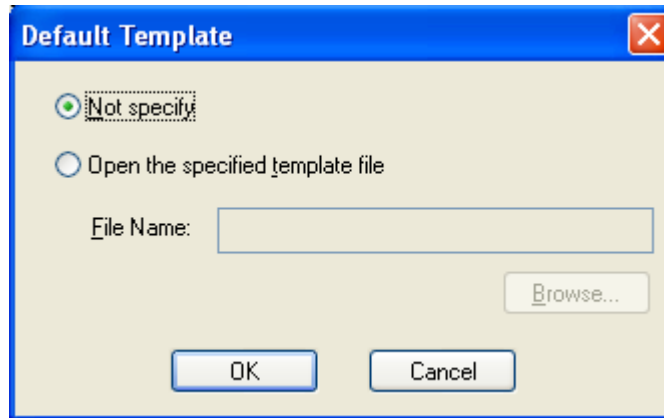 Default Template
Not specify
Open the specified template file
File Name:
Browse...
OK Cancel